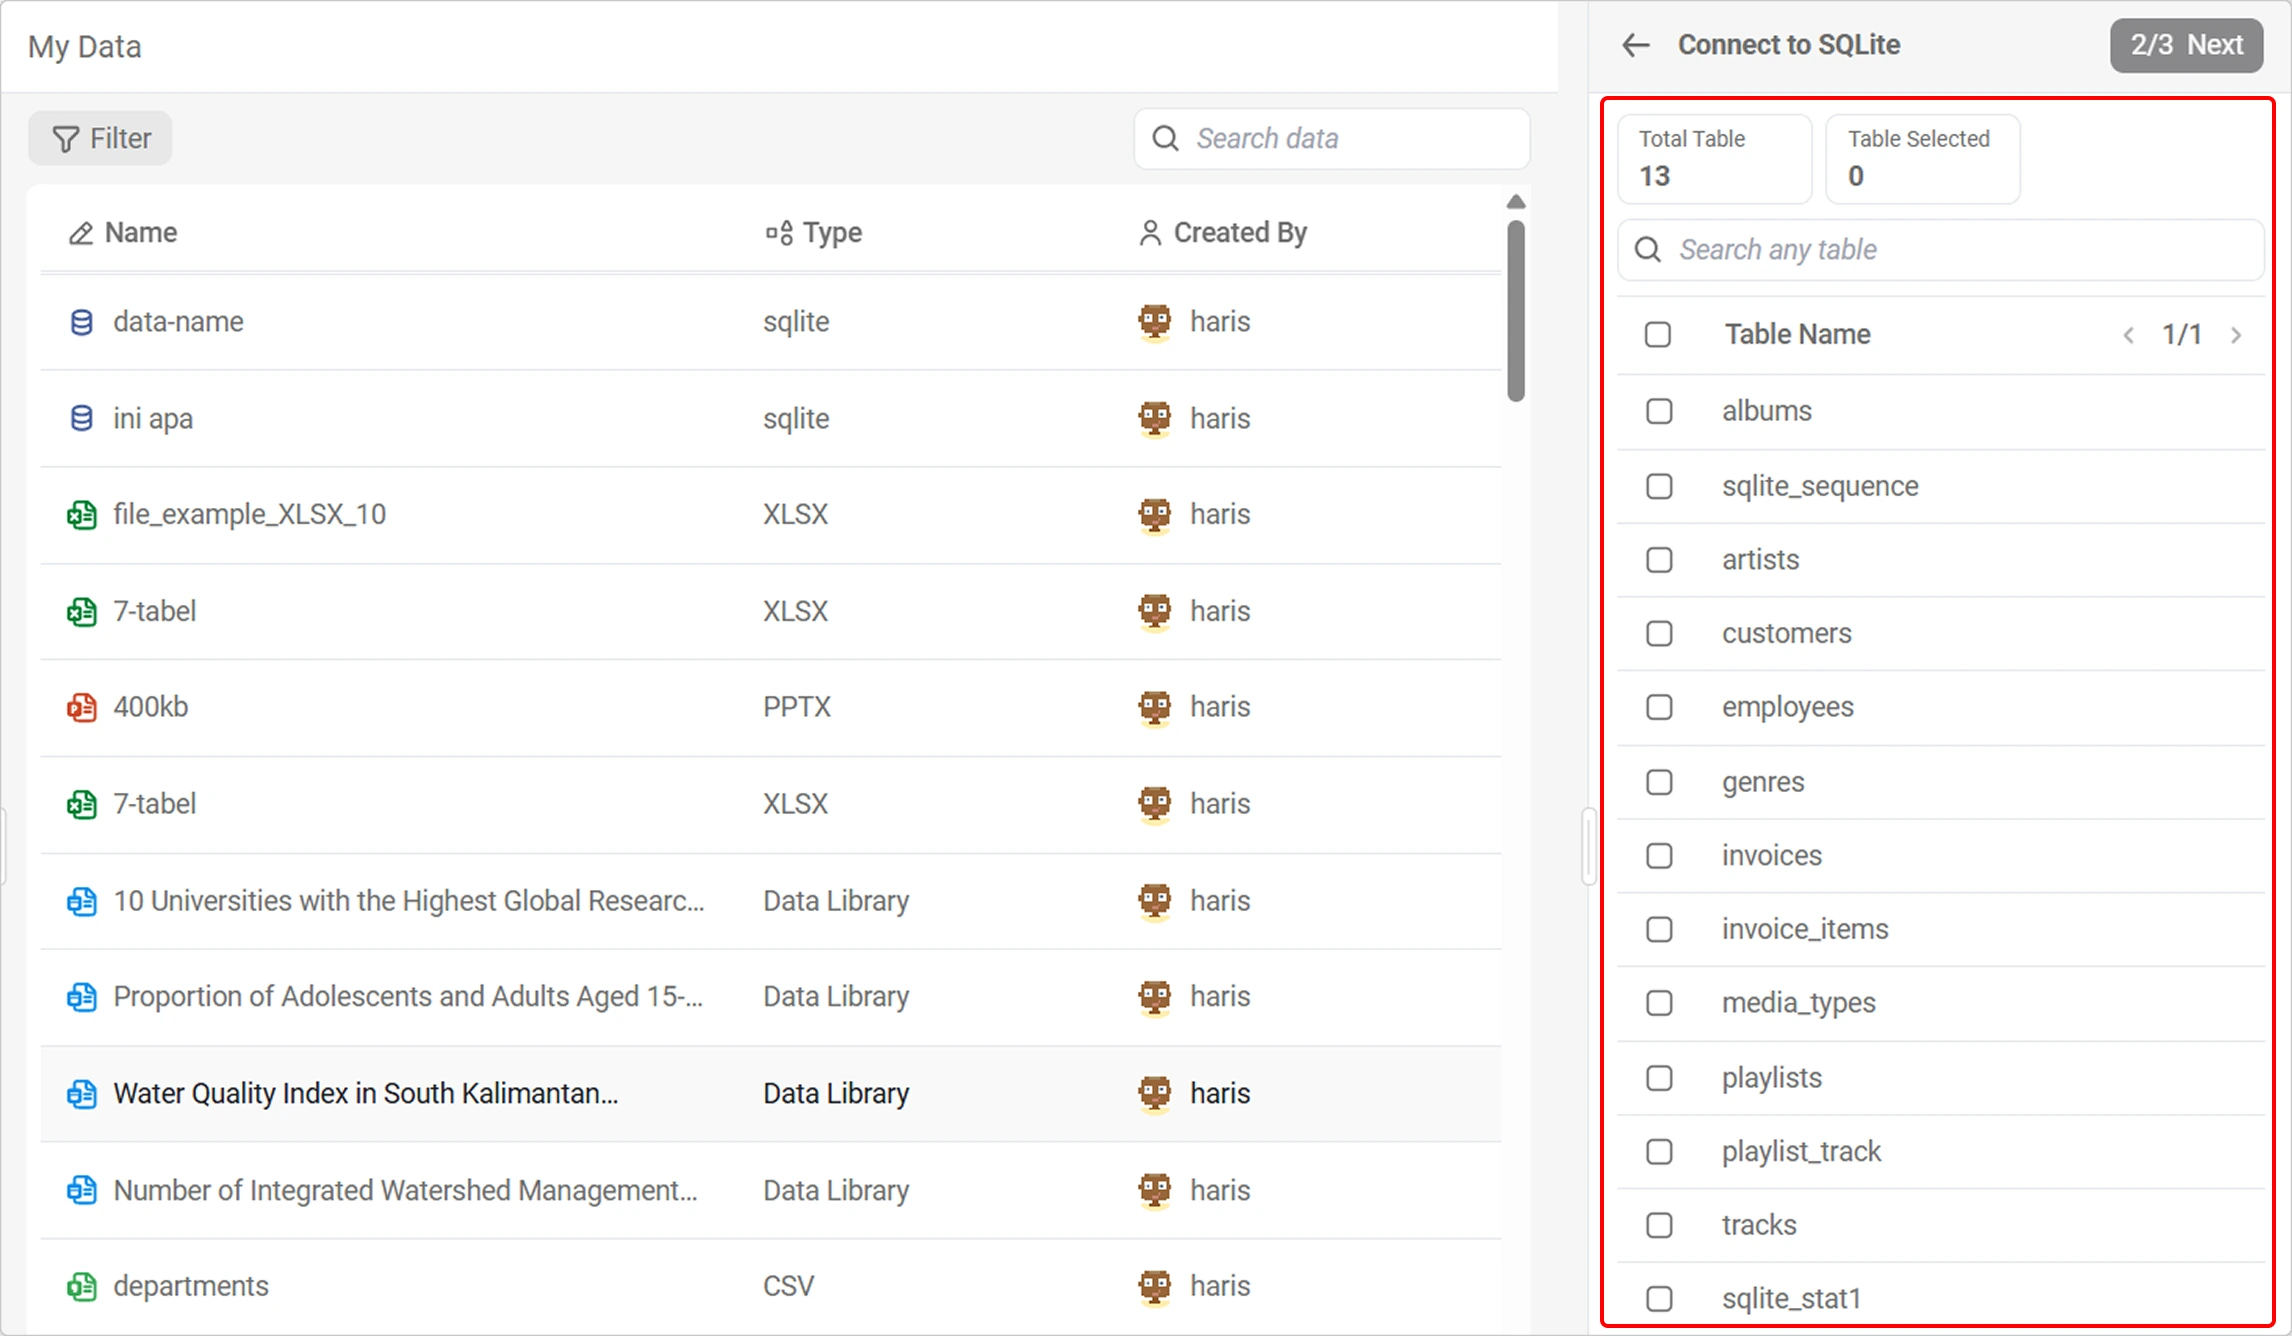 My Data
Filter
Search data
Name Type Created By
data-name sqlite haris
ini apa sqlite haris
file_example_XLSX_10 XLSX haris
7-tabel XLSX haris
400kb PPTX haris
7-tabel XLSX haris
10 Universities with the Highest Global Researc... Data Library haris
Proportion of Adolescents and Adults Aged 15-... Data Library haris
Water Quality Index in South Kalimantan... Data Library haris
Number of Integrated Watershed Management... Data Library haris
departments CSV haris
Connect to SQLite
2/3 Next
Total Table
13
Table Selected
0
Search any table
Table Name 1/1
albums
sqlite_sequence
artists
customers
employees
genres
invoices
invoice_items
media_types
playlists
playlist_track
tracks
sqlite_stat1